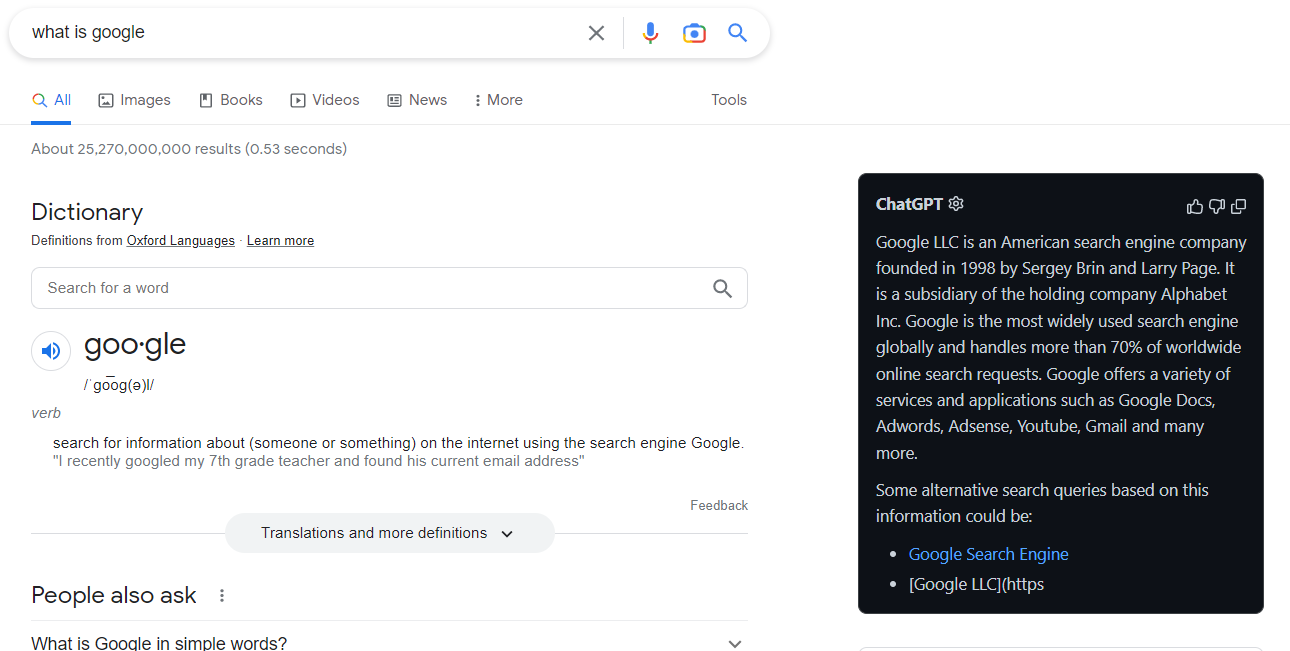 what is google
All Images Books Videos News More Tools
About 25,270,000,000 results (0.53 seconds)
Dictionary
Definitions from Oxford Languages · Learn more
Search for a word
goo·gle
/ˈɡo͞oɡ(ə)l/
verb
search for information about (someone or something) on the internet using the search engine Google.
"I recently googled my 7th grade teacher and found his current email address"
Feedback
Translations and more definitions
People also ask
What is Google in simple words?
ChatGPT
Google LLC is an American search engine company
founded in 1998 by Sergey Brin and Larry Page. It
is a subsidiary of the holding company Alphabet
Inc. Google is the most widely used search engine
globally and handles more than 70% of worldwide
online search requests. Google offers a variety of
services and applications such as Google Docs,
Adwords, Adsense, Youtube, Gmail and many
more.
Some alternative search queries based on this
information could be:
• Google Search Engine
• [Google LLC](https